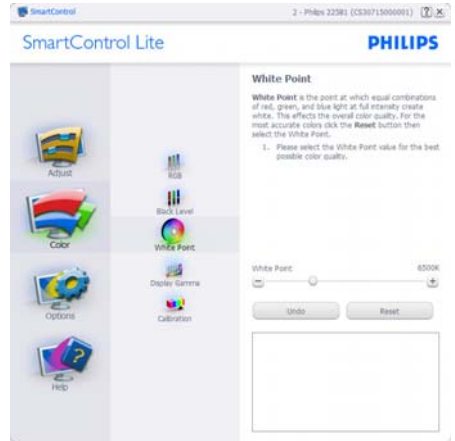 SmartControl
2 - Philips 225B1 (CS30715000001)
SmartControl Lite
PHILIPS
Adjust
Color
Options
Help
RGB
Black Level
White Point
Display Gamma
Calibration
White Point
White Point is the point at which equal combinations
of red, green, and blue light at full intensity create
white. This effects the overall color quality. For the
most accurate colors click the Reset button then
select the White Point.
1. Please select the White Point value for the best
possible color quality.
White Point 6500K
Undo
Reset